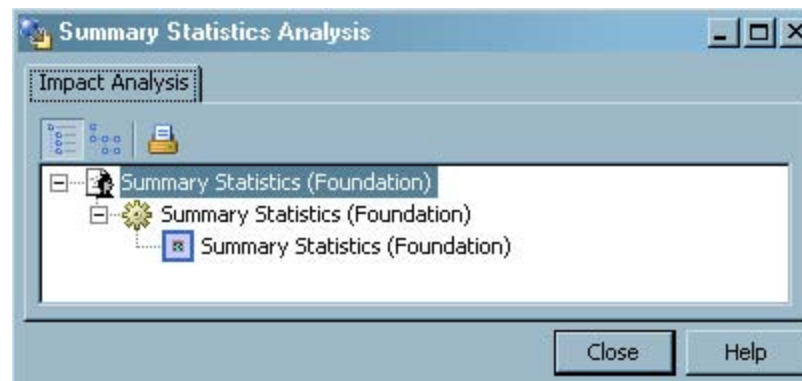 Summary Statistics Analysis
Impact Analysis
Summary Statistics (Foundation)
Summary Statistics (Foundation)
Summary Statistics (Foundation)
Close Help